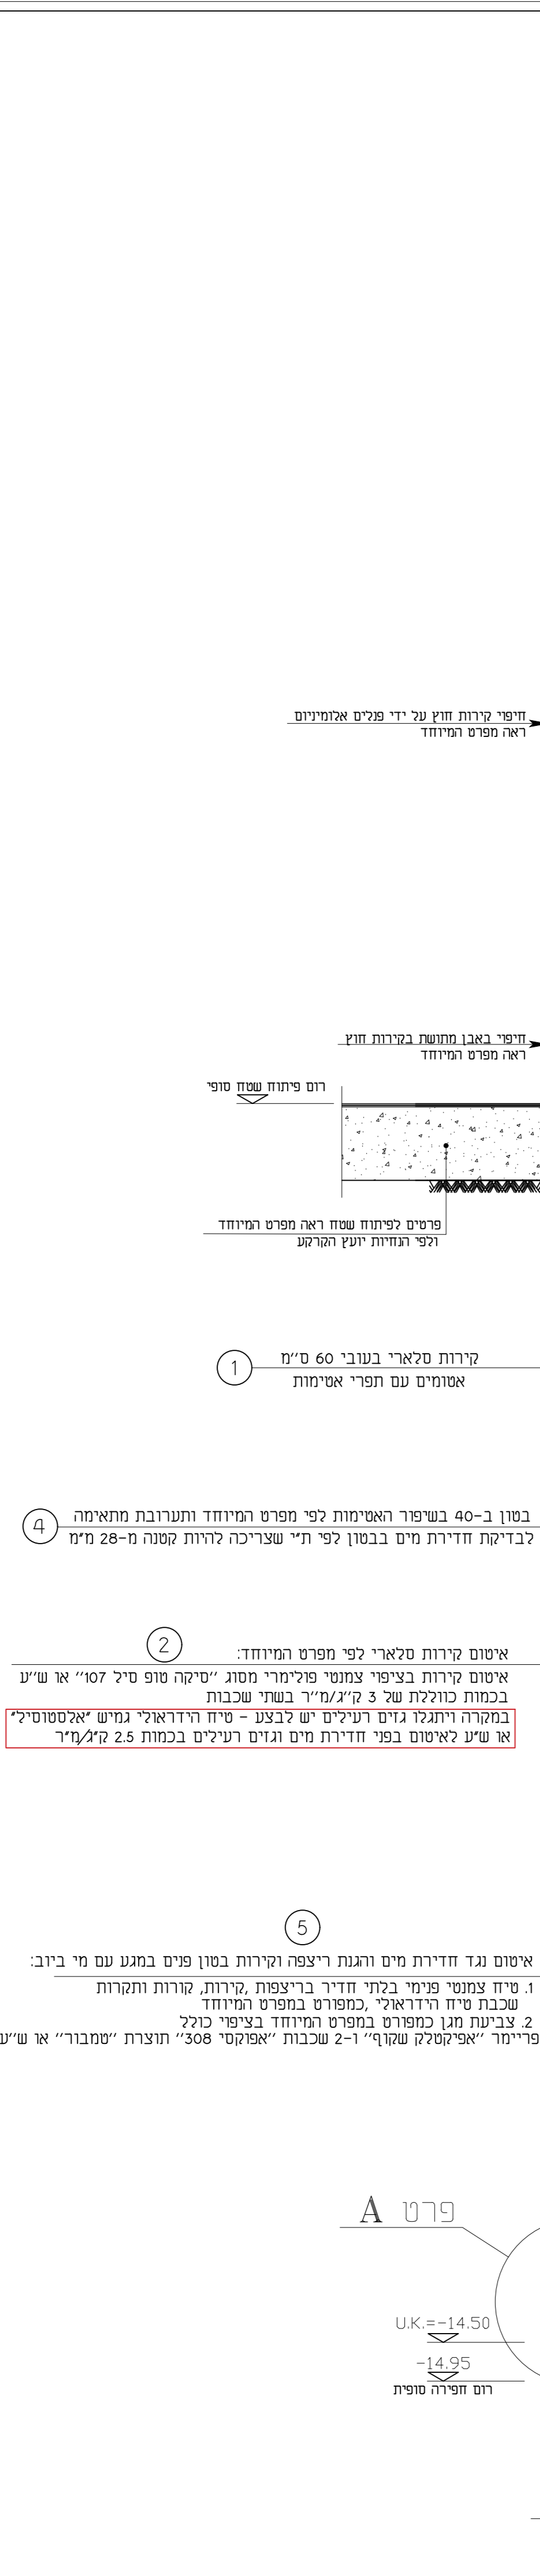 חיפוי קירות חוץ על ידי פנלים אלומיניום
ראה מפרט המיוחד
חיפוי באבן מתועשת בקירות חוץ
ראה מפרט המיוחד
רום פיתוח שטח סופי
פרטים לפיתוח שטח ראה מפרט המיוחד
ולפי הנחיות יועץ הקרקע
1
קירות סלארי בעובי 60 ס''מ
אטומים עם תפרי אטימות
4
בטון ב-40 בשיפור האטימות לפי מפרט המיוחד ותערובת מתאימה
לבדיקת חדירת מים בבטון לפי ת"י שצריכה להיות קטנה מ-28 מ"מ
2
איטום קירות סלארי לפי מפרט המיוחד:
איטום קירות בציפוי צמנטי פולימרי מסוג ''סיקה טופ סיל 107'' או ש''ע
בכמות כוללת של 3 ק''ג/מ''ר בשתי שכבות
במקרה ויתגלו גזים רעילים יש לבצע - טיח הידראולי גמיש "אלסטוסיל"
או ש"ע לאיטום בפני חדירת מים וגזים רעילים בכמות 2.5 ק"ג/מ"ר
5
איטום נגד חדירת מים והגנת ריצפה וקירות בטון פנים במגע עם מי ביוב:
1. טיח צמנטי פנימי בלתי חדיר בריצפות ,קירות, קורות ותקרות
שכבת טיח הידראולי ,כמפורט במפרט המיוחד
2. צביעת מגן כמפורט במפרט המיוחד בציפוי כולל
פריימר ''אפיקטלק שקוף'' ו-2 שכבות ''אפוקסי 308'' תוצרת ''טמבור'' או ש''ע
פרט A
U.K.=-14.50
-14.95
רום חפירה סופית